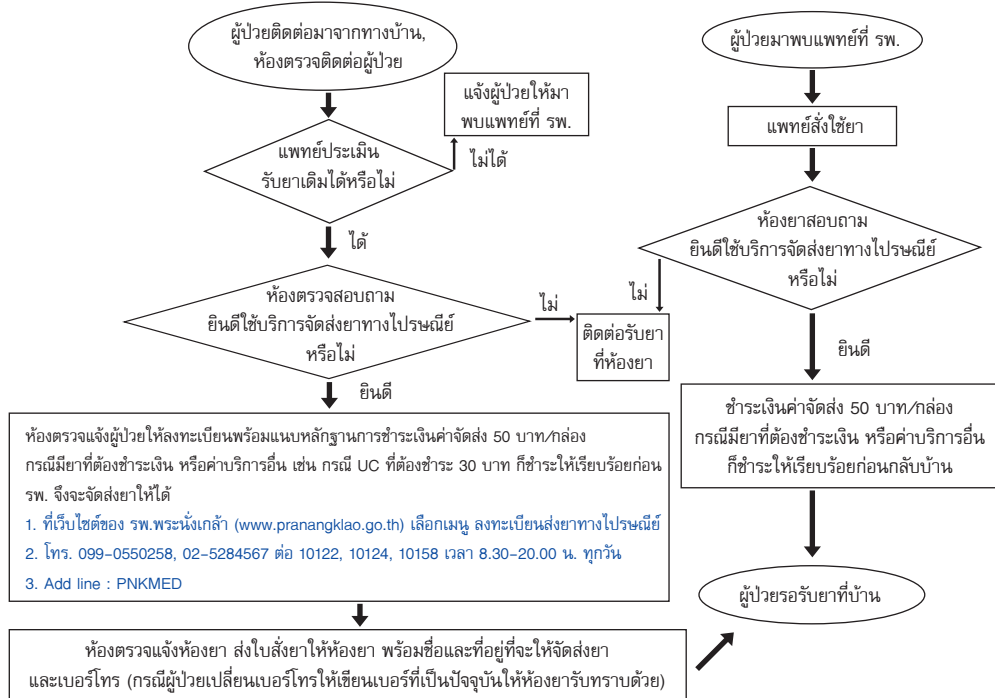 ผู้ป่วยติดต่อมาจากทางบ้าน,
ห้องตรวจติดต่อผู้ป่วย
แจ้งผู้ป่วยให้มา
พบแพทย์ที่ รพ.
แพทย์ประเมิน
รับยาเดิมได้หรือไม่
ไม่ได้
ได้
ห้องตรวจสอบถาม
ยินดีใช้บริการจัดส่งยาทางไปรษณีย์
หรือไม่
ไม่
ยินดี
ห้องตรวจแจ้งผู้ป่วยให้ลงทะเบียนพร้อมแนบหลักฐานการชำระเงินค่าจัดส่ง 50 บาท/กล่อง
กรณีมียาที่ต้องชำระเงิน หรือค่าบริการอื่น เช่น กรณี UC ที่ต้องชำระ 30 บาท ก็ชำระให้เรียบร้อยก่อน
รพ. จึงจะจัดส่งยาให้ได้
1. ที่เว็บไซต์ของ รพ.พระนั่งเกล้า (www.pranangklao.go.th) เลือกเมนู ลงทะเบียนส่งยาทางไปรษณีย์
2. โทร. 099-0550258, 02-5284567 ต่อ 10122, 10124, 10158 เวลา 8.30-20.00 น. ทุกวัน
3. Add line : PNKMED
ห้องตรวจแจ้งห้องยา ส่งใบสั่งยาให้ห้องยา พร้อมชื่อและที่อยู่ที่จะให้จัดส่งยา
และเบอร์โทร (กรณีผู้ป่วยเปลี่ยนเบอร์โทรให้เขียนเบอร์ที่เป็นปัจจุบันให้ห้องยารับทราบด้วย)
ผู้ป่วยมาพบแพทย์ที่ รพ.
แพทย์สั่งใช้ยา
ห้องยาสอบถาม
ยินดีใช้บริการจัดส่งยาทางไปรษณีย์
หรือไม่
ไม่
ติดต่อรับยา
ที่ห้องยา
ยินดี
ชำระเงินค่าจัดส่ง 50 บาท/กล่อง
กรณีมียาที่ต้องชำระเงิน หรือค่าบริการอื่น
ก็ชำระให้เรียบร้อยก่อนกลับบ้าน
ผู้ป่วยรอรับยาที่บ้าน